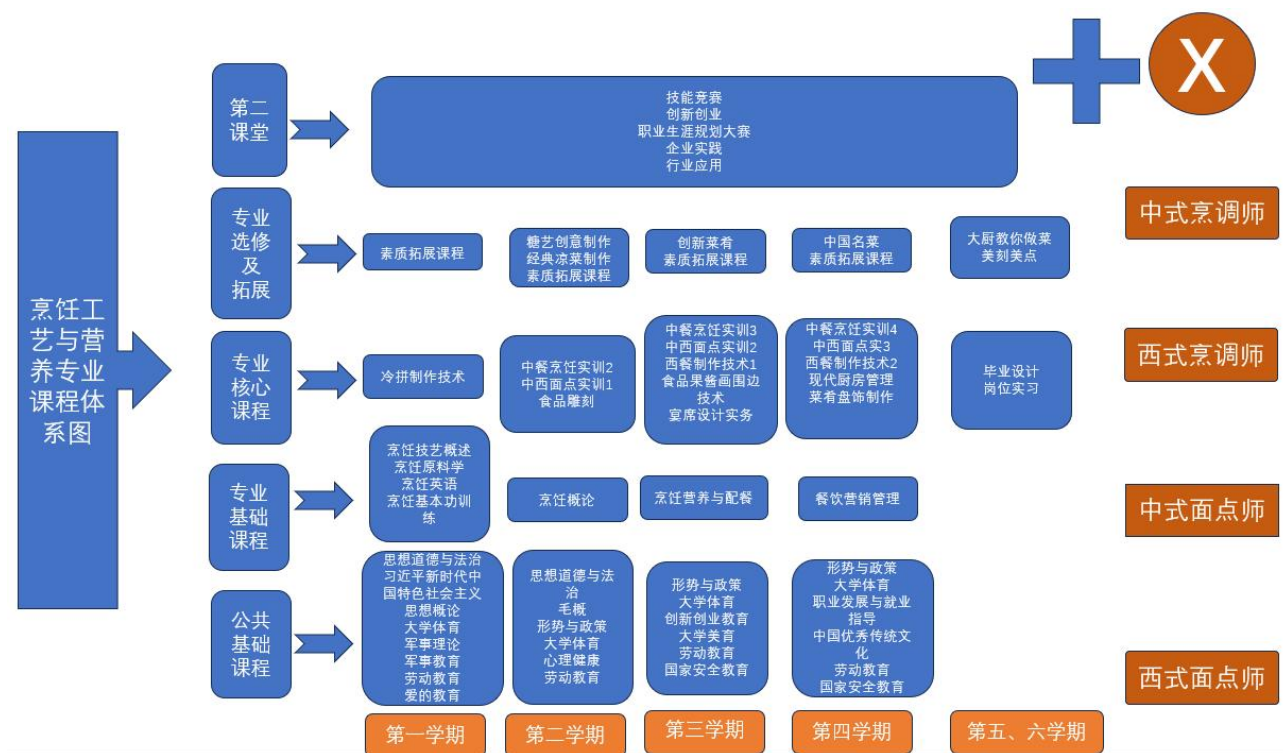 X
烹饪工
艺与营
养专业
课程体
系图
第二
课堂
技能竞赛
创新创业
职业生涯规划大赛
企业实践
行业应用
专业
选修
及
拓展
素质拓展课程
糖艺创意制作
经典凉菜制作
素质拓展课程
创新菜肴
素质拓展课程
中国名菜
素质拓展课程
大厨教你做菜
美刻美点
专业
核心
课程
冷拼制作技术
中餐烹饪实训2
中西面点实训1
食品雕刻
中餐烹饪实训3
中西面点实训2
西餐制作技术1
食品果酱画围边
技术
宴席设计实务
中餐烹饪实训4
中西面点实3
西餐制作技术2
现代厨房管理
菜肴盘饰制作
毕业设计
岗位实习
专业
基础
课程
烹饪技艺概述
烹饪原料学
烹饪英语
烹饪基本功训
练
烹饪概论
烹饪营养与配餐
餐饮营销管理
公共
基础
课程
思想道德与法治
习近平新时代中
国特色社会主义
思想概论
大学体育
军事理论
军事教育
劳动教育
爱的教育
思想道德与法
治
毛概
形势与政策
大学体育
心理健康
劳动教育
形势与政策
大学体育
创新创业教育
大学美育
劳动教育
国家安全教育
形势与政策
大学体育
职业发展与就业
指导
中国优秀传统文
化
劳动教育
国家安全教育
第一学期
第二学期
第三学期
第四学期
第五、六学期
中式烹调师
西式烹调师
中式面点师
西式面点师